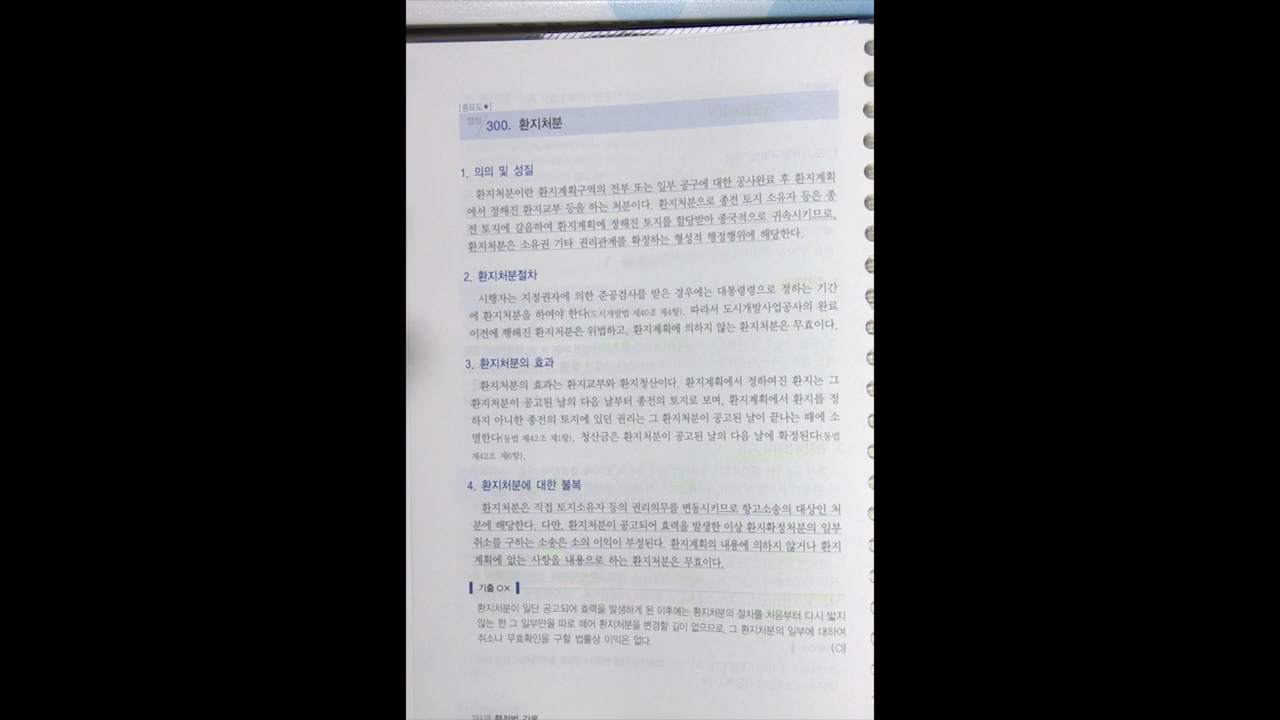 [중요도★]
쟁점 300. 환지처분
1. 의의 및 성질
환지처분이란 환지계획구역의 전부 또는 일부 공구에 대한 공사완료 후 환지계획
에서 정해진 환지교부 등을 하는 처분이다. 환지처분으로 종전 토지 소유자 등은 종
전 토지에 갈음하여 환지계획에 정해진 토지를 할당받아 종국적으로 귀속시키므로,
환지처분은 소유권 기타 권리관계를 확정하는 형성적 행정행위에 해당한다.
2. 환지처분절차
시행자는 지정권자에 의한 준공검사를 받은 경우에는 대통령령으로 정하는 기간
에 환지처분을 하여야 한다(도시개발법 제40조 제4항). 따라서 도시개발사업공사의 완료
이전에 행해진 환지처분은 위법하고, 환지계획에 의하지 않는 환지처분은 무효이다.
3. 환지처분의 효과
환지처분의 효과는 환지교부와 환지청산이다. 환지계획에서 정하여진 환지는 그
환지처분이 공고된 날의 다음 날부터 종전의 토지로 보며, 환지계획에서 환지를 정
하지 아니한 종전의 토지에 있던 권리는 그 환지처분이 공고된 날이 끝나는 때에 소
멸한다(동법 제42조 제1항). 청산금은 환지처분이 공고된 날의 다음 날에 확정된다(동법
제42조 제6항).
4. 환지처분에 대한 불복
환지처분은 직접 토지소유자 등의 권리의무를 변동시키므로 항고소송의 대상인 처
분에 해당한다. 다만, 환지처분이 공고되어 효력을 발생한 이상 환지확정처분의 일부
취소를 구하는 소송은 소의 이익이 부정된다. 환지계획의 내용에 의하지 않거나 환지
계획에 없는 사항을 내용으로 하는 환지처분은 무효이다.
기출 O×
환지처분이 일단 공고되어 효력을 발생하게 된 이후에는 환지처분의 절차를 처음부터 다시 밟지
않는 한 그 일부만을 따로 떼어 환지처분을 변경할 길이 없으므로, 그 환지처분의 일부에 대하여
취소나 무효확인을 구할 법률상 이익은 없다. (O)